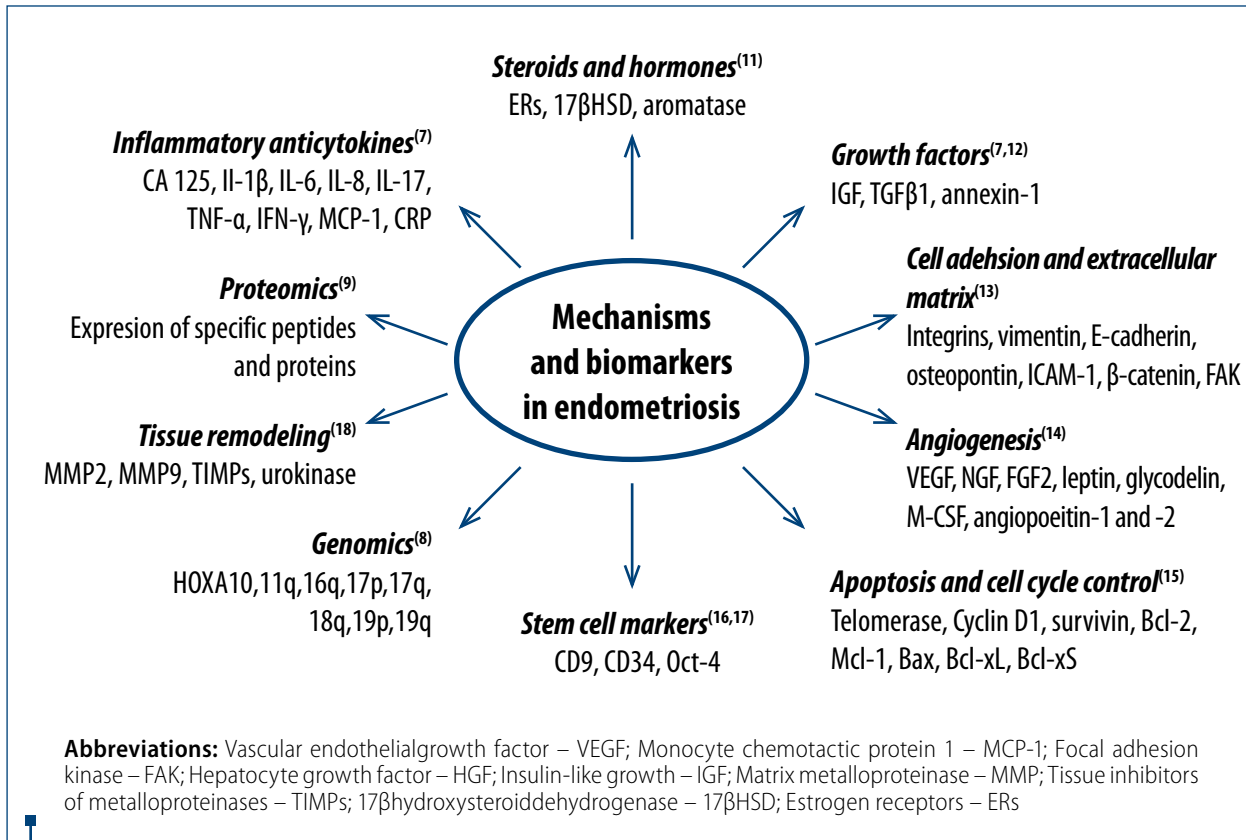 Steroids and hormones(11)
ERs, 17βHSD, aromatase
Inflammatory anticytokines(7)
CA 125, Il-1β, IL-6, IL-8, IL-17,
TNF-α, IFN-γ, MCP-1, CRP
Growth factors(7,12)
IGF, TGFβ1, annexin-1
Proteomics(9)
Expresion of specific peptides
and proteins
Mechanisms
and biomarkers
in endometriosis
Cell adehsion and extracellular
matrix(13)
Integrins, vimentin, E-cadherin,
osteopontin, ICAM-1, β-catenin, FAK
Tissue remodeling(18)
MMP2, MMP9, TIMPs, urokinase
Angiogenesis(14)
VEGF, NGF, FGF2, leptin, glycodelin,
M-CSF, angiopoeitin-1 and -2
Genomics(8)
HOXA10,11q,16q,17p,17q,
18q,19p,19q
Stem cell markers(16,17)
CD9, CD34, Oct-4
Apoptosis and cell cycle control(15)
Telomerase, Cyclin D1, survivin, Bcl-2,
Mcl-1, Bax, Bcl-xL, Bcl-xS
Abbreviations: Vascular endothelialgrowth factor – VEGF; Monocyte chemotactic protein 1 – MCP-1; Focal adhesion
kinase – FAK; Hepatocyte growth factor – HGF; Insulin-like growth – IGF; Matrix metalloproteinase – MMP; Tissue inhibitors
of metalloproteinases – TIMPs; 17βhydroxysteroiddehydrogenase – 17βHSD; Estrogen receptors – ERs